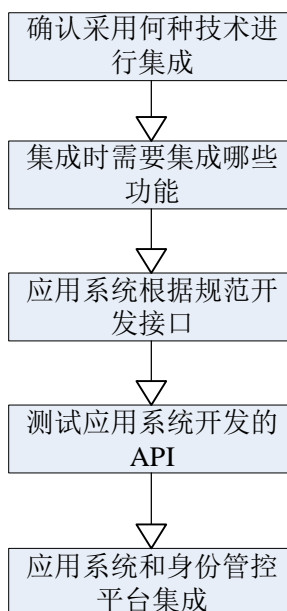 确认采用何种技术进
行集成
集成时需要集成哪些
功能
应用系统根据规范开
发接口
测试应用系统开发的
API
应用系统和身份管控
平台集成